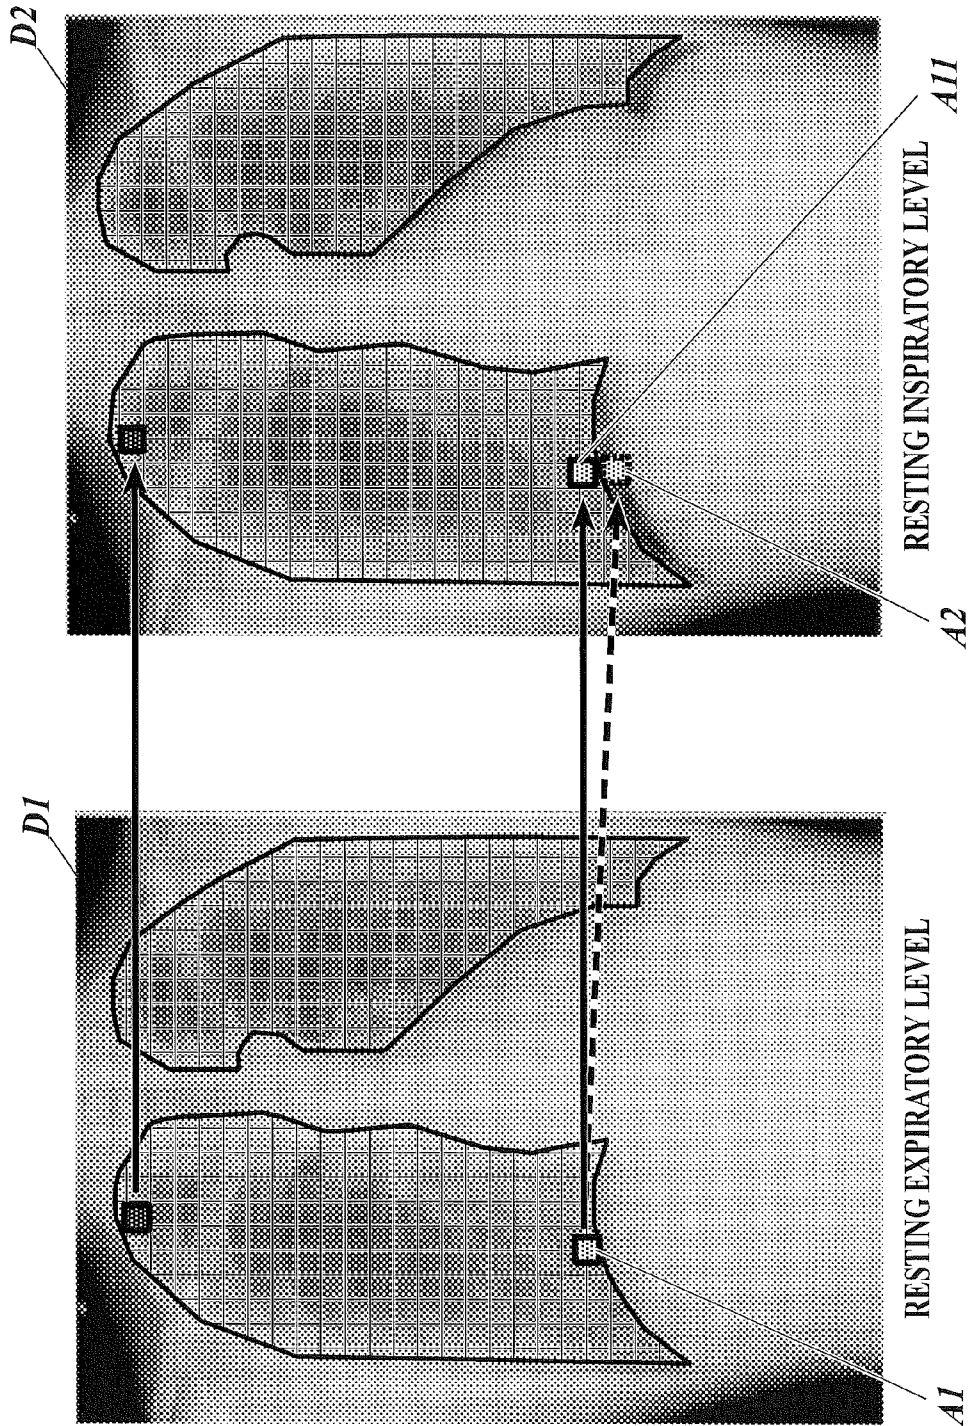 D1
D2
A1
RESTING EXPIRATORY LEVEL
A2
RESTING INSPIRATORY LEVEL
A11